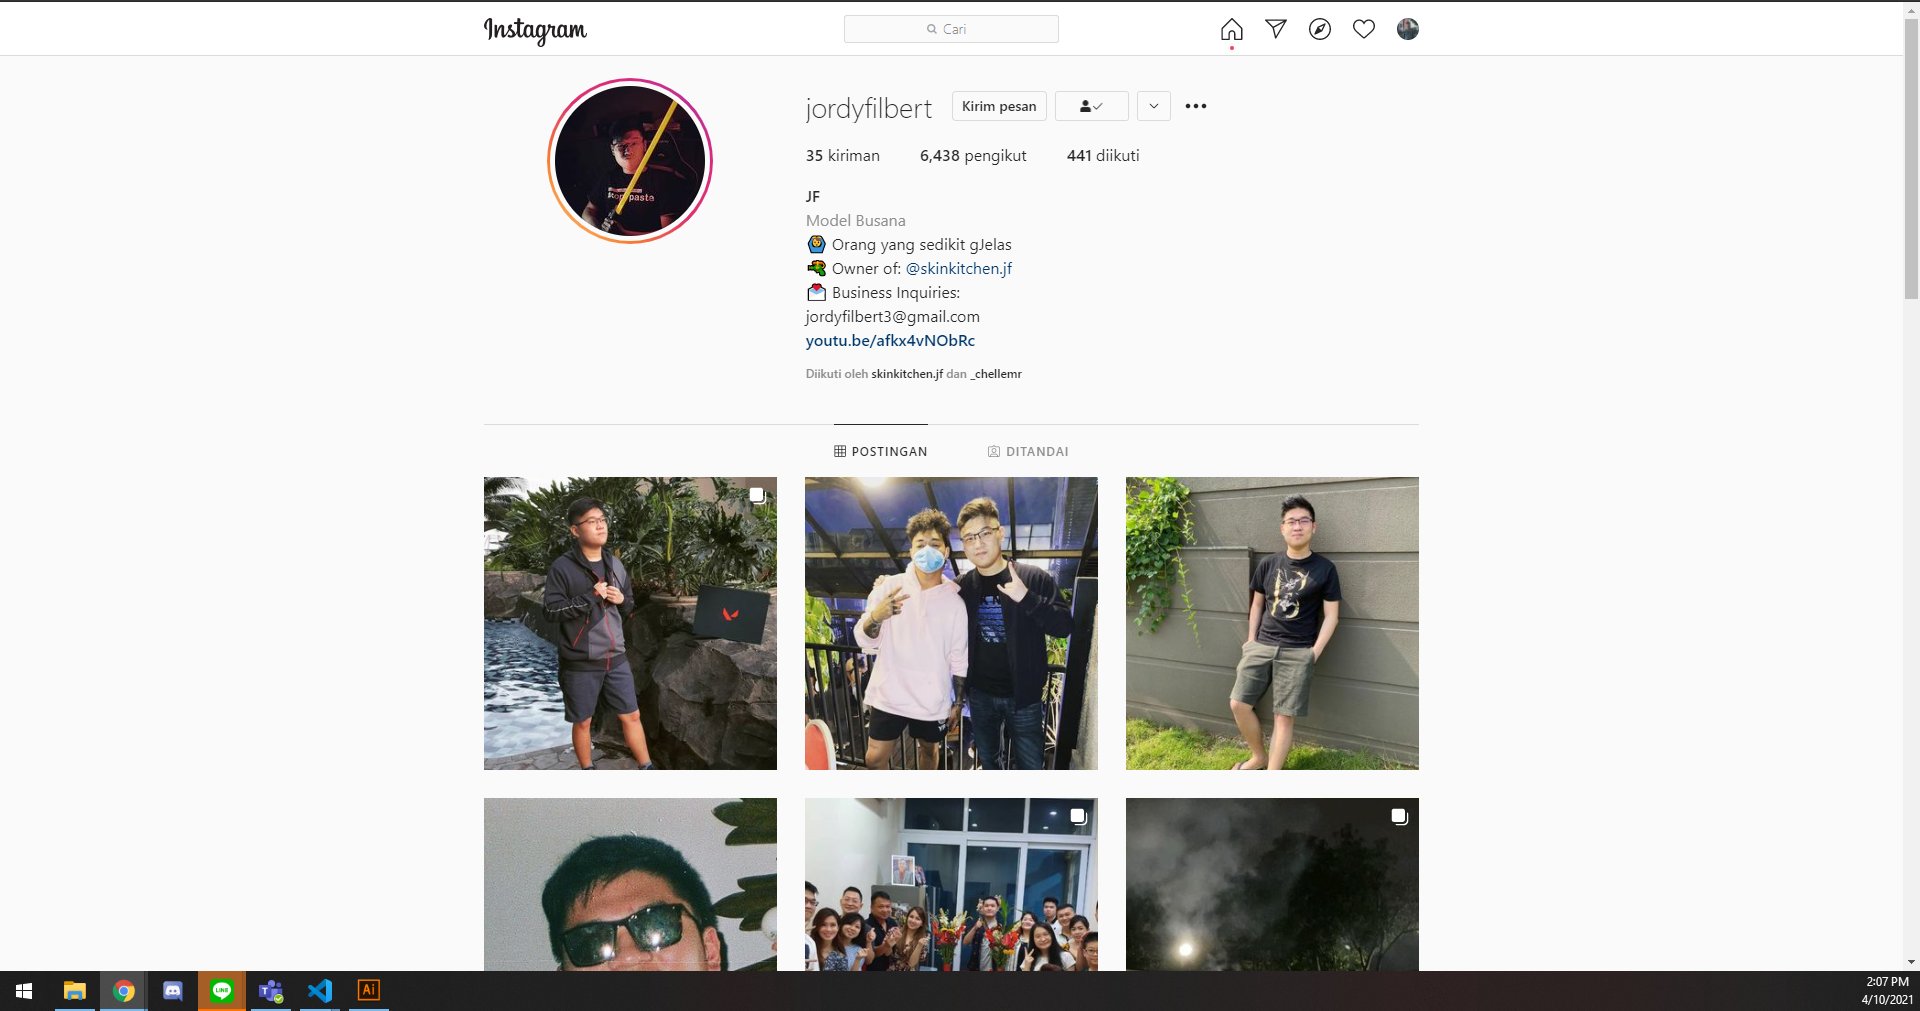 Instagram
Cari
jordyfilbert
Kirim pesan
35 kiriman
6,438 pengikut
441 diikuti
JF
Model Busana
Orang yang sedikit gJelas
Owner of: @skinkitchen.jf
Business Inquiries:
jordyfilbert3@gmail.com
youtu.be/afkx4vNObRc
Diikuti oleh skinkitchen.jf dan _chellemr
POSTINGAN
DITANDAI
LINE
Ai
2:07 PM
4/10/2021